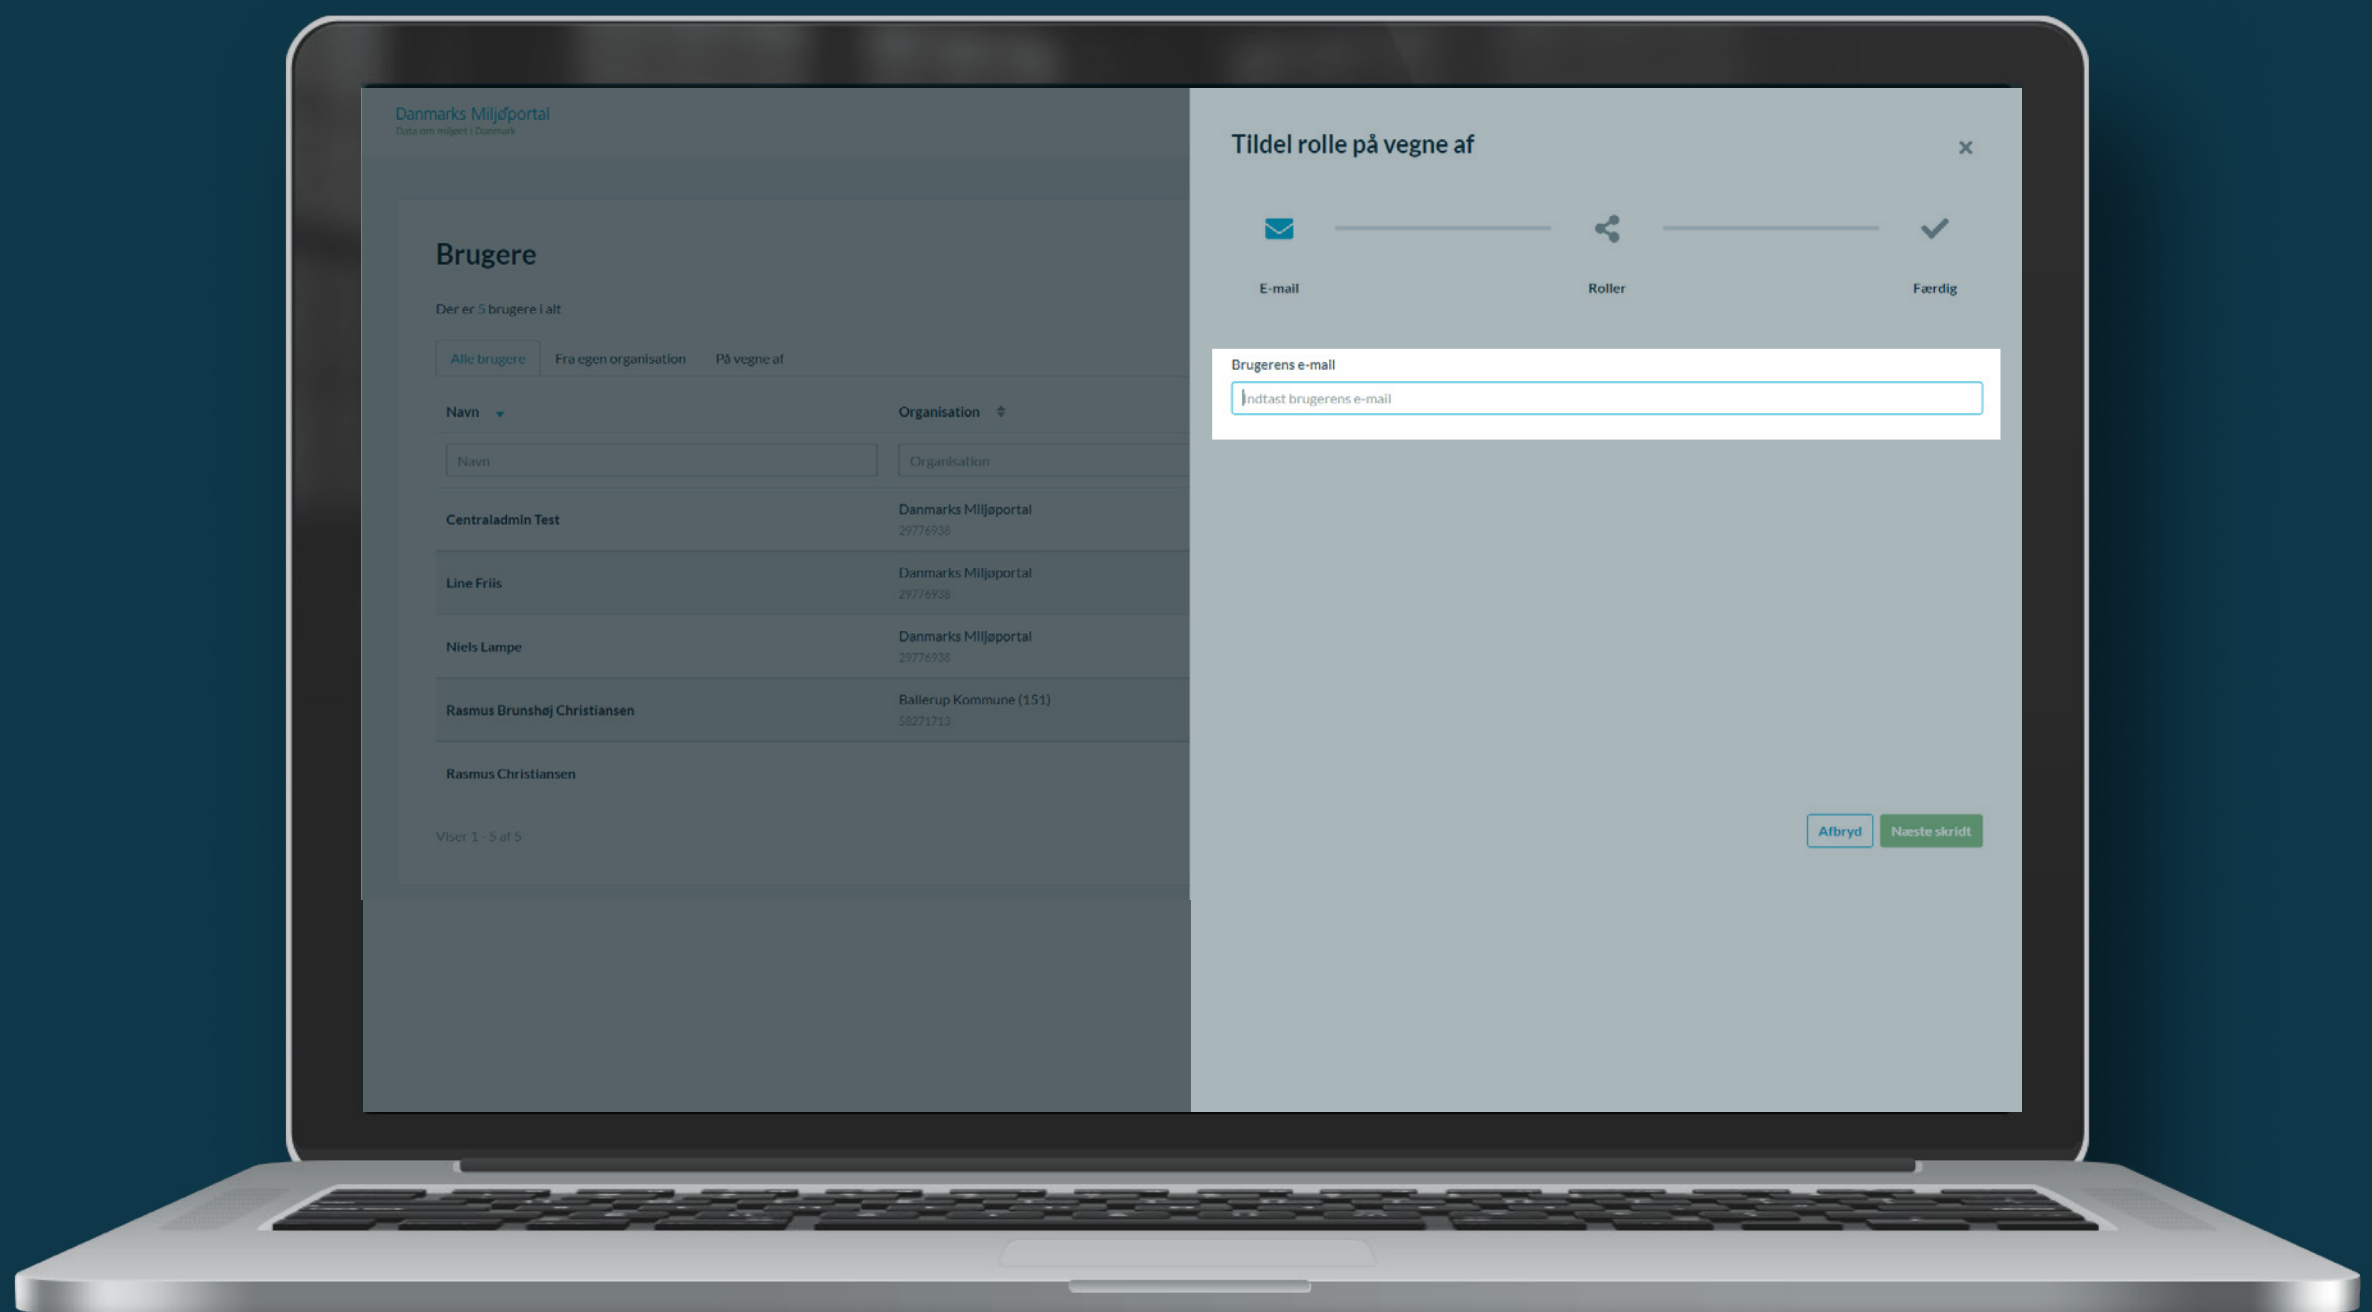 Danmarks Miljøportal
Data om miljøet i Danmark
Brugere
Der er 5 brugere i alt
Alle brugere
Fra egen organisation
På vegne af
Navn
Organisation
Navn
Organisation
Centraladmin Test
Danmarks Miljøportal
29776938
Line Friis
Danmarks Miljøportal
29776938
Niels Lampe
Danmarks Miljøportal
29776938
Rasmus Brunshøj Christiansen
Ballerup Kommune (151)
58271713
Rasmus Christiansen
Viser 1 - 5 af 5
Tildel rolle på vegne af
E-mail
Roller
Færdig
Brugerens e-mail
Indtast brugerens e-mail
Afbryd
Næste skridt